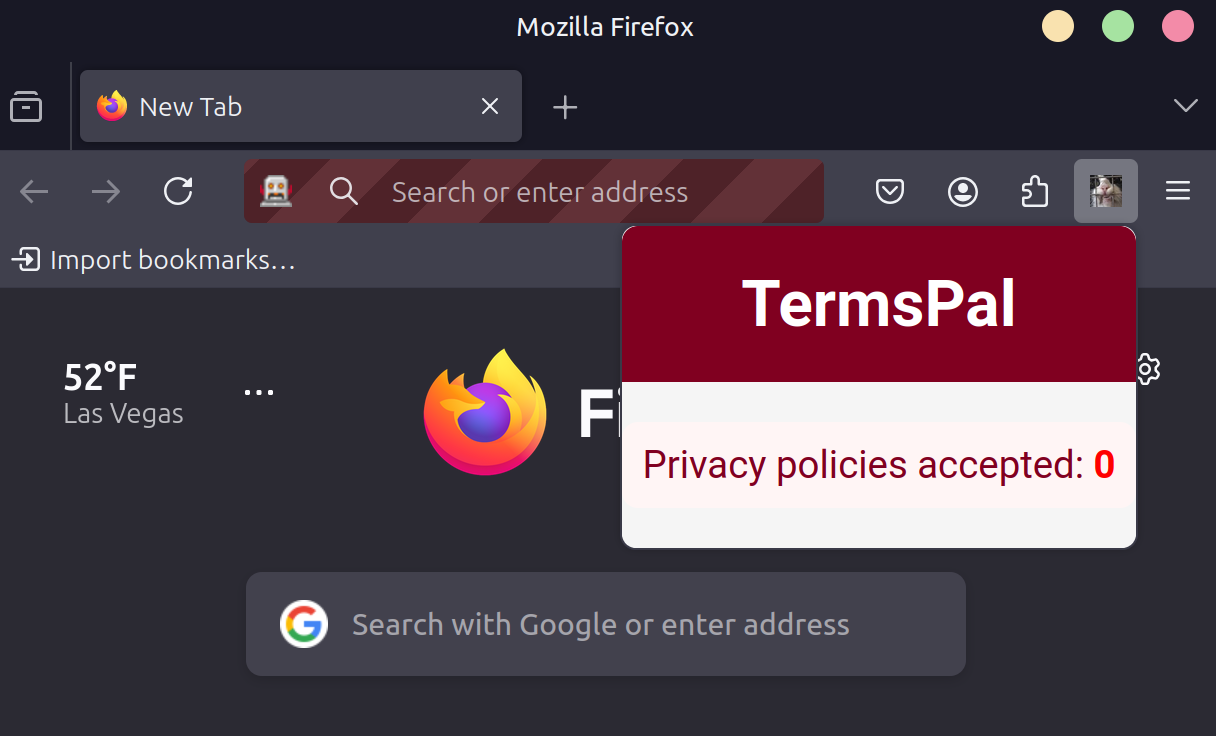 Mozilla Firefox
New Tab
Search or enter address
Import bookmarks...
TermsPal
52°F
Las Vegas
Privacy policies accepted: 0
Search with Google or enter address